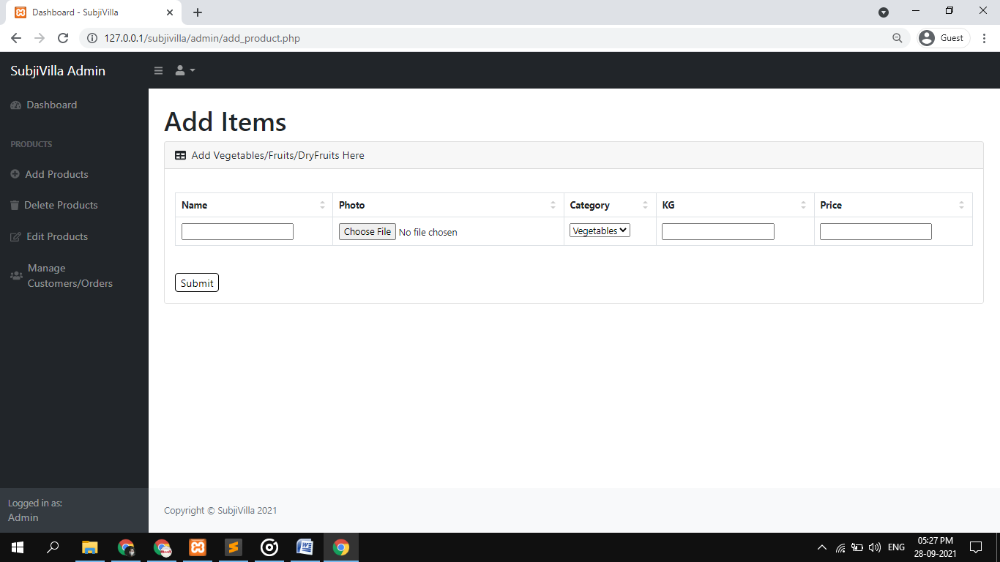 Dashboard - SubjiVilla
127.0.0.1/subjivilla/admin/add_product.php
Guest
SubjiVilla Admin
Dashboard
PRODUCTS
Add Products
Delete Products
Edit Products
Manage
Customers/Orders
Logged in as:
Admin
Add Items
Add Vegetables/Fruits/DryFruits Here
Name Photo Category KG Price
Choose File No file chosen Vegetables
Submit
Copyright © SubjiVilla 2021
ENG
05:27 PM
28-09-2021